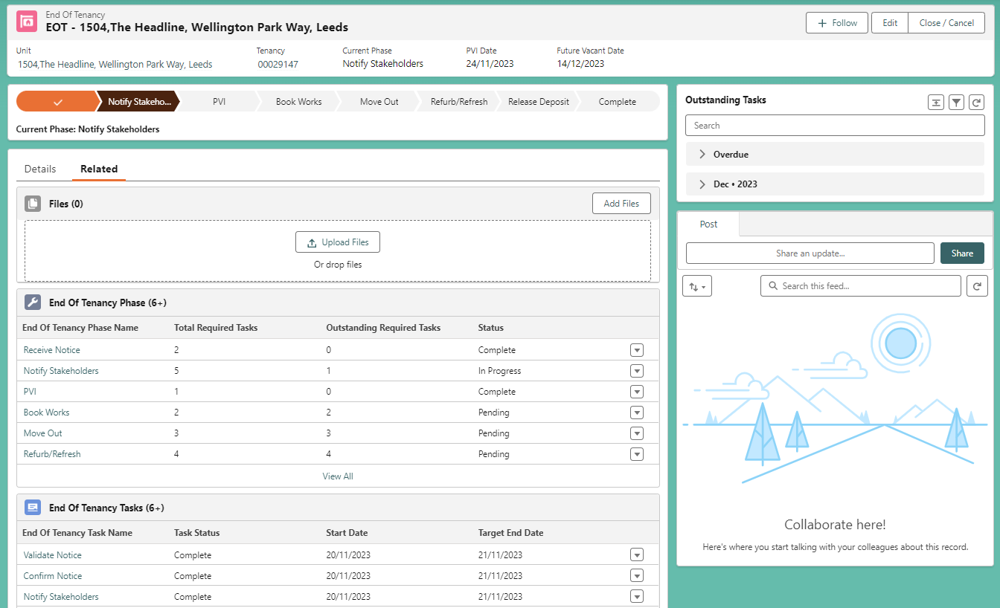 End Of Tenancy
EOT - 1504,The Headline, Wellington Park Way, Leeds
Follow
Edit
Close / Cancel
Unit
Tenancy
Current Phase
PVI Date
Future Vacant Date
1504,The Headline, Wellington Park Way, Leeds
00029147
Notify Stakeholders
24/11/2023
14/12/2023
Notify Stakeho...
PVI
Book Works
Move Out
Refurb/Refresh
Release Deposit
Complete
Current Phase: Notify Stakeholders
Details
Related
Files (0)
Add Files
Upload Files
Or drop files
End Of Tenancy Phase (6+)
End Of Tenancy Phase Name Total Required Tasks Outstanding Required Tasks Status
Receive Notice 2 0 Complete
Notify Stakeholders 5 1 In Progress
PVI 1 0 Complete
Book Works 2 2 Pending
Move Out 3 3 Pending
Refurb/Refresh 4 4 Pending
View All
End Of Tenancy Tasks (6+)
End Of Tenancy Task Name Task Status Start Date Target End Date
Validate Notice Complete 20/11/2023 21/11/2023
Confirm Notice Complete 20/11/2023 21/11/2023
Notify Stakeholders Complete 20/11/2023 21/11/2023
Outstanding Tasks
Search
Overdue
Dec • 2023
Post
Share an update...
Share
Search this feed...
Collaborate here!
Here's where you start talking with your colleagues about this record.